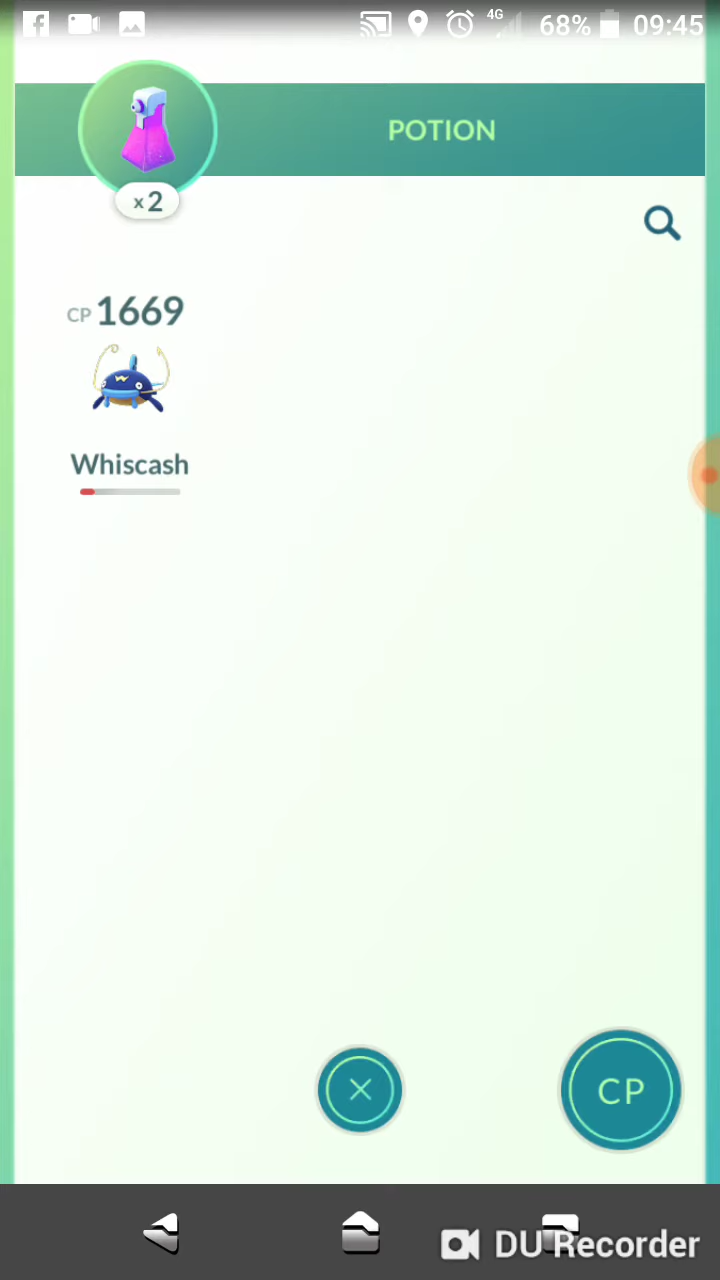 4G 68% 09:45
POTION
x2
CP 1669
Whiscash
CP
DU Recorder